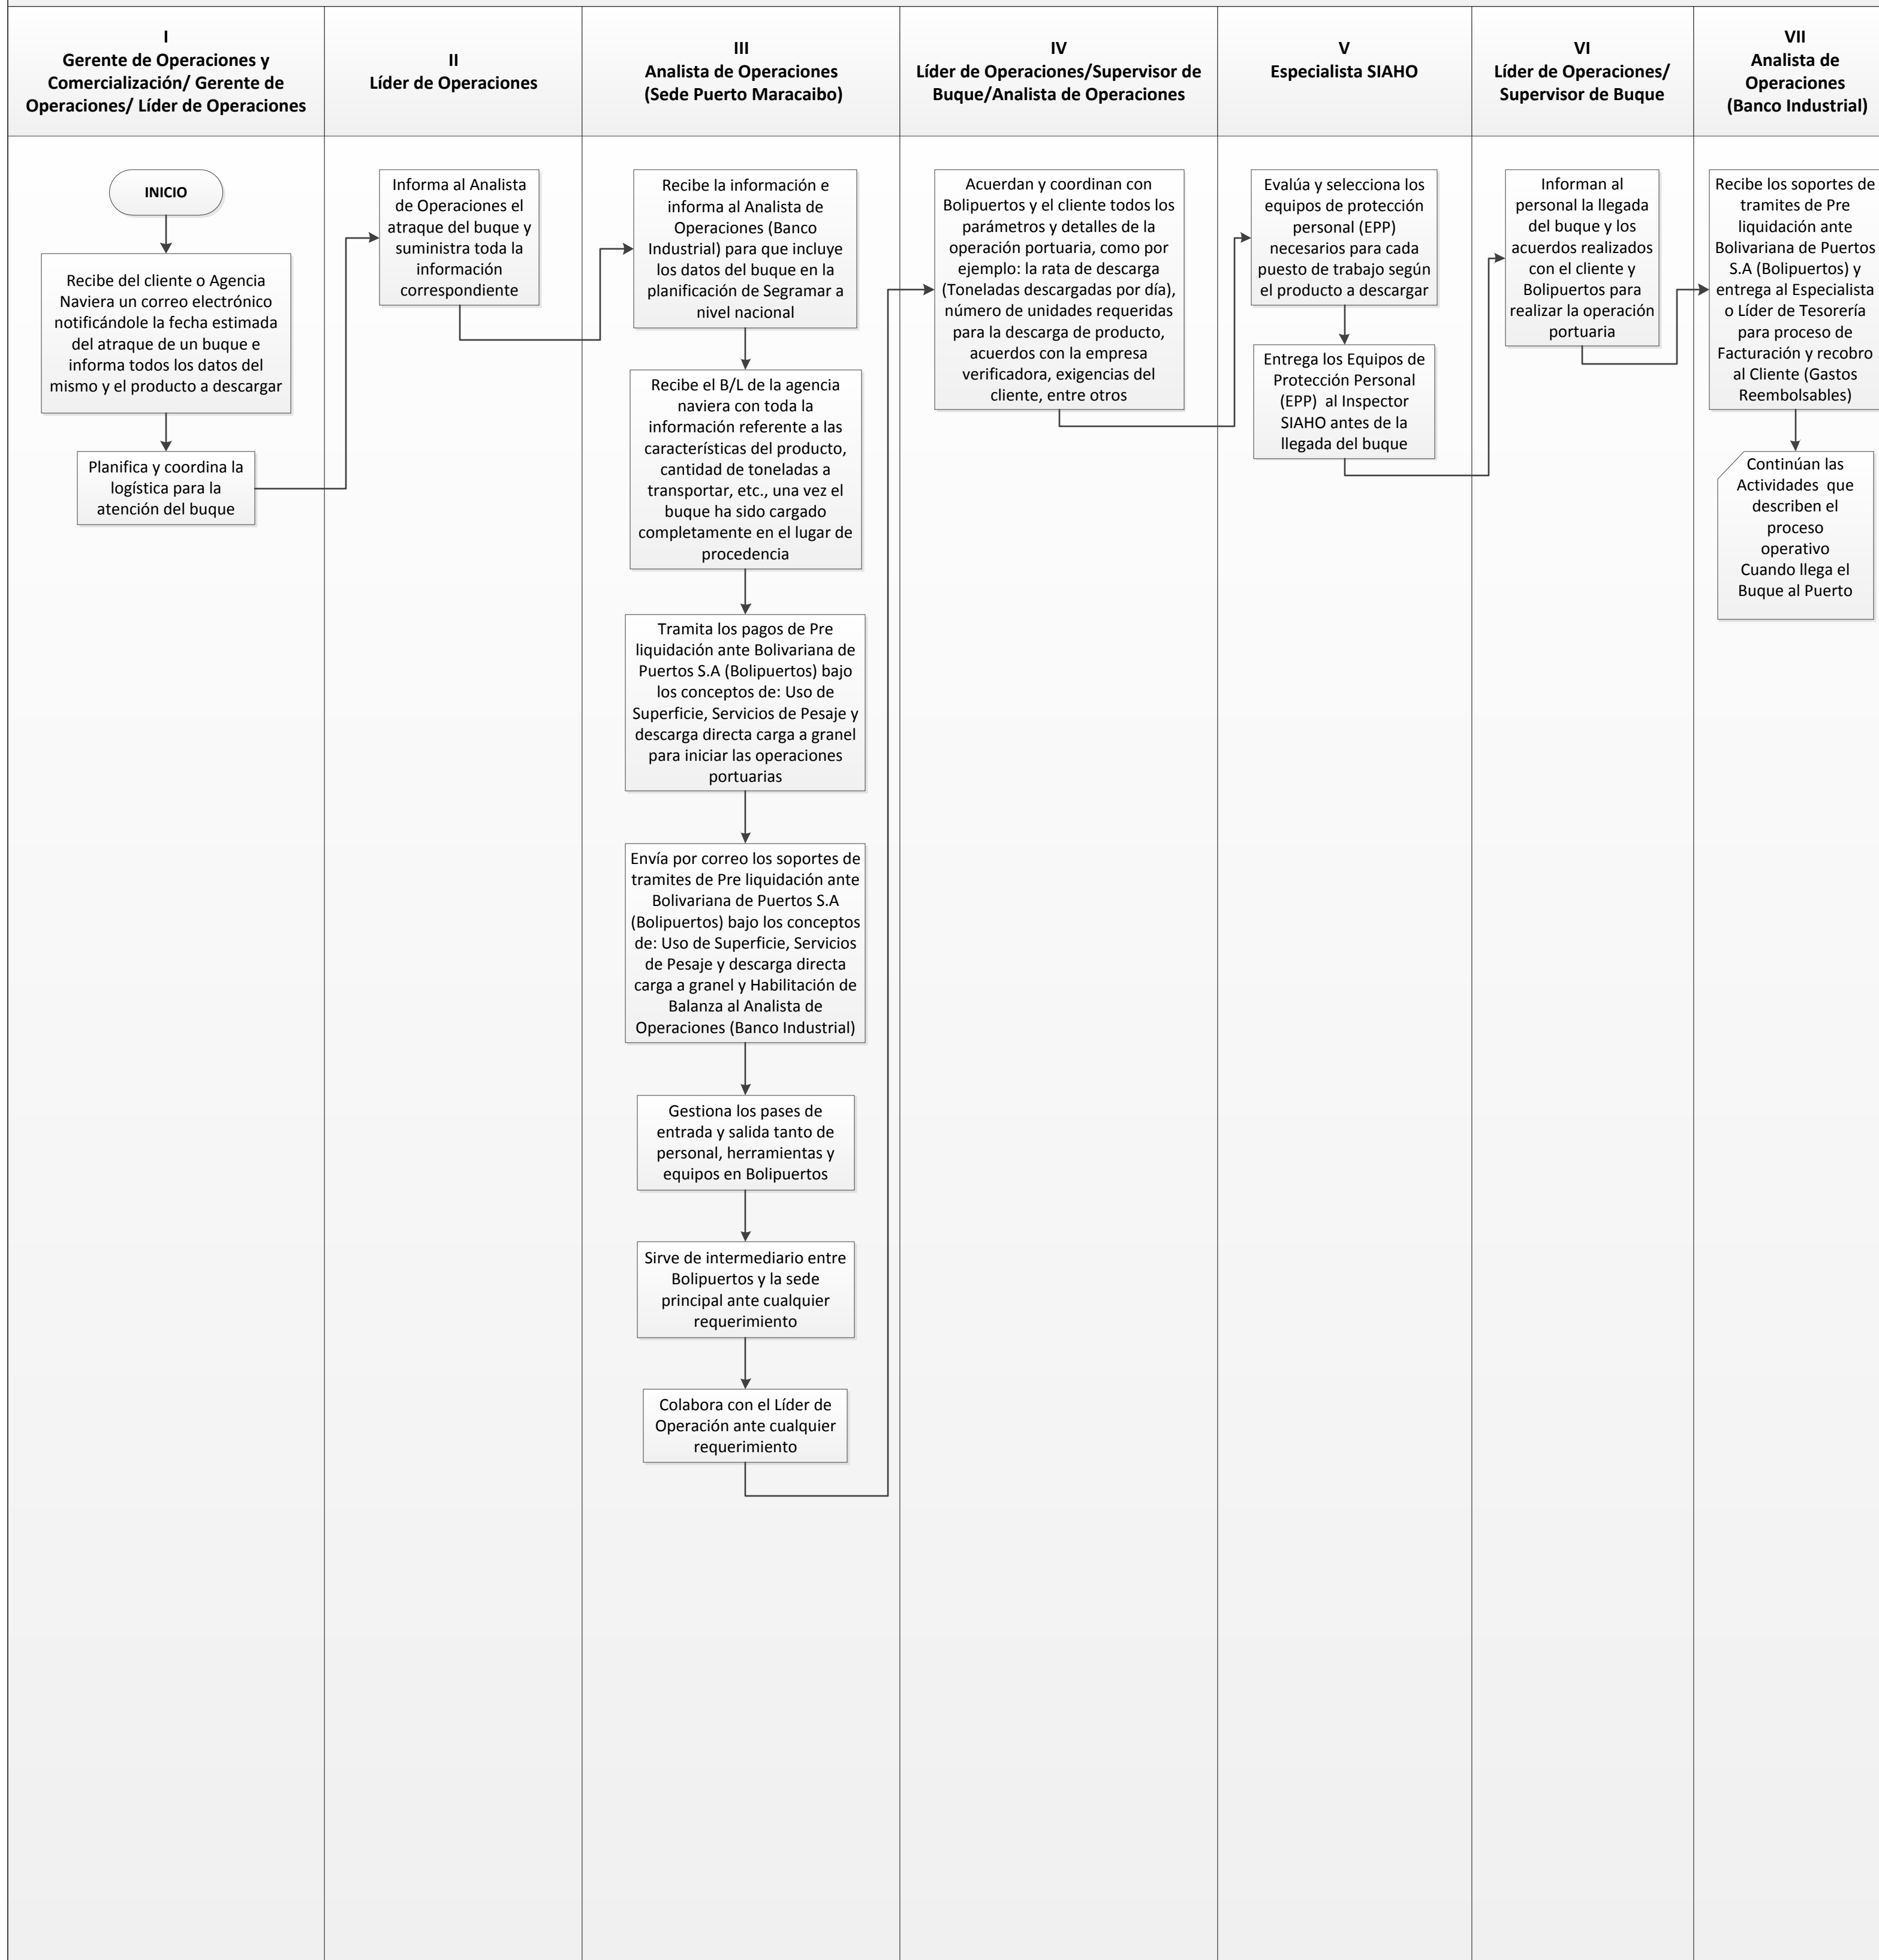 I
Gerente de Operaciones y
Comercialización/ Gerente de
Operaciones/ Líder de Operaciones
II
Líder de Operaciones
III
Analista de Operaciones
(Sede Puerto Maracaibo)
IV
Líder de Operaciones/Supervisor de
Buque/Analista de Operaciones
V
Especialista SIAHO
VI
Líder de Operaciones/
Supervisor de Buque
VII
Analista de
Operaciones
(Banco Industrial)
INICIO
Recibe del cliente o Agencia
Naviera un correo electrónico
notificándole la fecha estimada
del atraque de un buque e
informa todos los datos del
mismo y el producto a descargar
Planifica y coordina la
logística para la
atención del buque
Informa al Analista
de Operaciones el
atraque del buque y
suministra toda la
información
correspondiente
Recibe la información e
informa al Analista de
Operaciones (Banco
Industrial) para que incluye
los datos del buque en la
planificación de Segramar a
nivel nacional
Recibe el B/L de la agencia
naviera con toda la
información referente a las
características del producto,
cantidad de toneladas a
transportar, etc., una vez el
buque ha sido cargado
completamente en el lugar de
procedencia
Tramita los pagos de Pre
liquidación ante Bolivariana de
Puertos S.A (Bolipuertos) bajo
los conceptos de: Uso de
Superficie, Servicios de Pesaje y
descarga directa carga a granel
para iniciar las operaciones
portuarias
Envía por correo los soportes de
tramites de Pre liquidación ante
Bolivariana de Puertos S.A
(Bolipuertos) bajo los conceptos
de: Uso de Superficie, Servicios
de Pesaje y descarga directa
carga a granel y Habilitación de
Balanza al Analista de
Operaciones (Banco Industrial)
Gestiona los pases de
entrada y salida tanto de
personal, herramientas y
equipos en Bolipuertos
Sirve de intermediario entre
Bolipuertos y la sede
principal ante cualquier
requerimiento
Colabora con el Líder de
Operación ante cualquier
requerimiento
Acuerdan y coordinan con
Bolipuertos y el cliente todos los
parámetros y detalles de la
operación portuaria, como por
ejemplo: la rata de descarga
(Toneladas descargadas por día),
número de unidades requeridas
para la descarga de producto,
acuerdos con la empresa
verificadora, exigencias del
cliente, entre otros
Evalúa y selecciona los
equipos de protección
personal (EPP)
necesarios para cada
puesto de trabajo según
el producto a descargar
Entrega los Equipos de
Protección Personal
(EPP)  al Inspector
SIAHO antes de la
llegada del buque
Informan al
personal la llegada
del buque y los
acuerdos realizados
con el cliente y
Bolipuertos para
realizar la operación
portuaria
Recibe los soportes de
tramites de Pre
liquidación ante
Bolivariana de Puertos
S.A (Bolipuertos) y
entrega al Especialista
o Líder de Tesorería
para proceso de
Facturación y recobro
al Cliente (Gastos
Reembolsables)
Continúan las
Actividades  que
describen el
proceso
operativo
Cuando llega el
Buque al Puerto